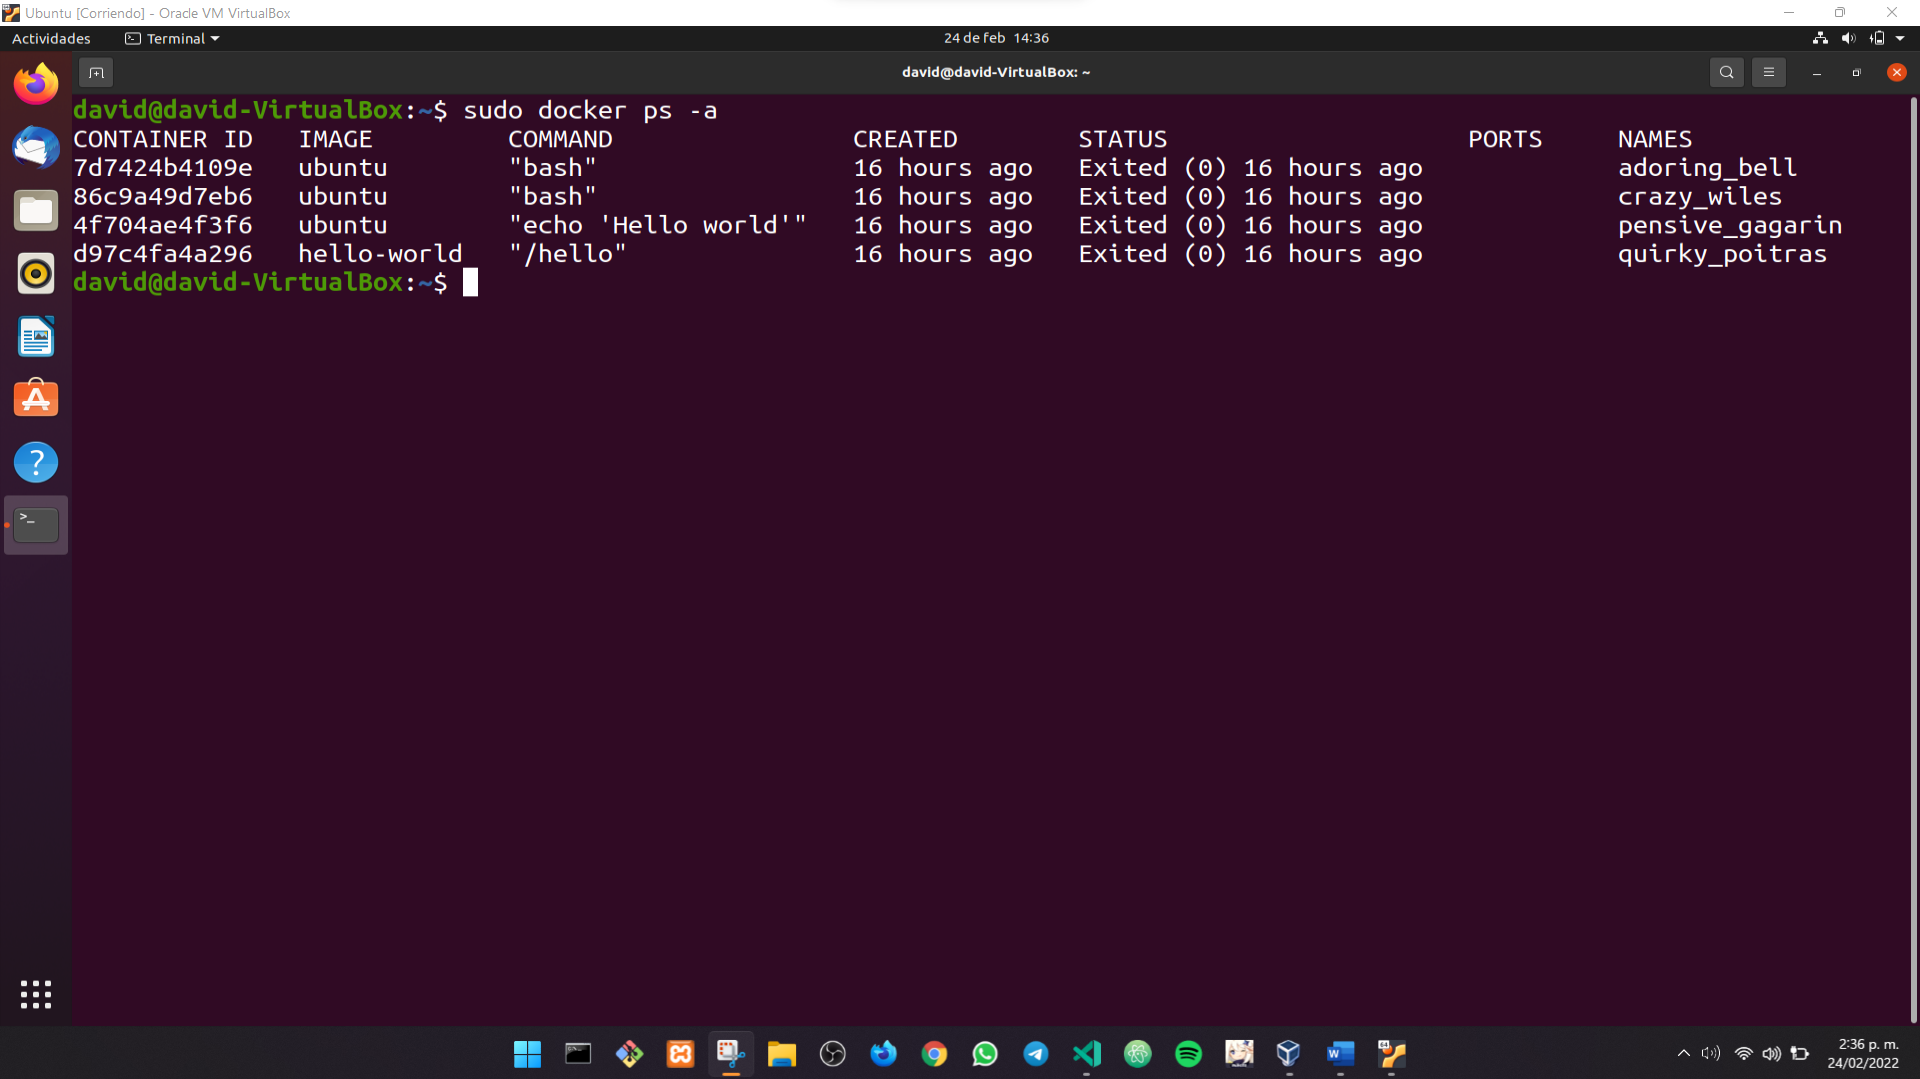 Ubuntu [Corriendo] - Oracle VM VirtualBox
Actividades Terminal 24 de feb 14:36
david@david-VirtualBox: ~
david@david-VirtualBox:~$ sudo docker ps -a
CONTAINER ID IMAGE COMMAND CREATED STATUS PORTS NAMES
7d7424b4109e ubuntu "bash" 16 hours ago Exited (0) 16 hours ago adoring_bell
86c9a49d7eb6 ubuntu "bash" 16 hours ago Exited (0) 16 hours ago crazy_wiles
4f704ae4f3f6 ubuntu "echo 'Hello world'" 16 hours ago Exited (0) 16 hours ago pensive_gagarin
d97c4fa4a296 hello-world "/hello" 16 hours ago Exited (0) 16 hours ago quirky_poitras
david@david-VirtualBox:~$
2:36 p. m.
24/02/2022